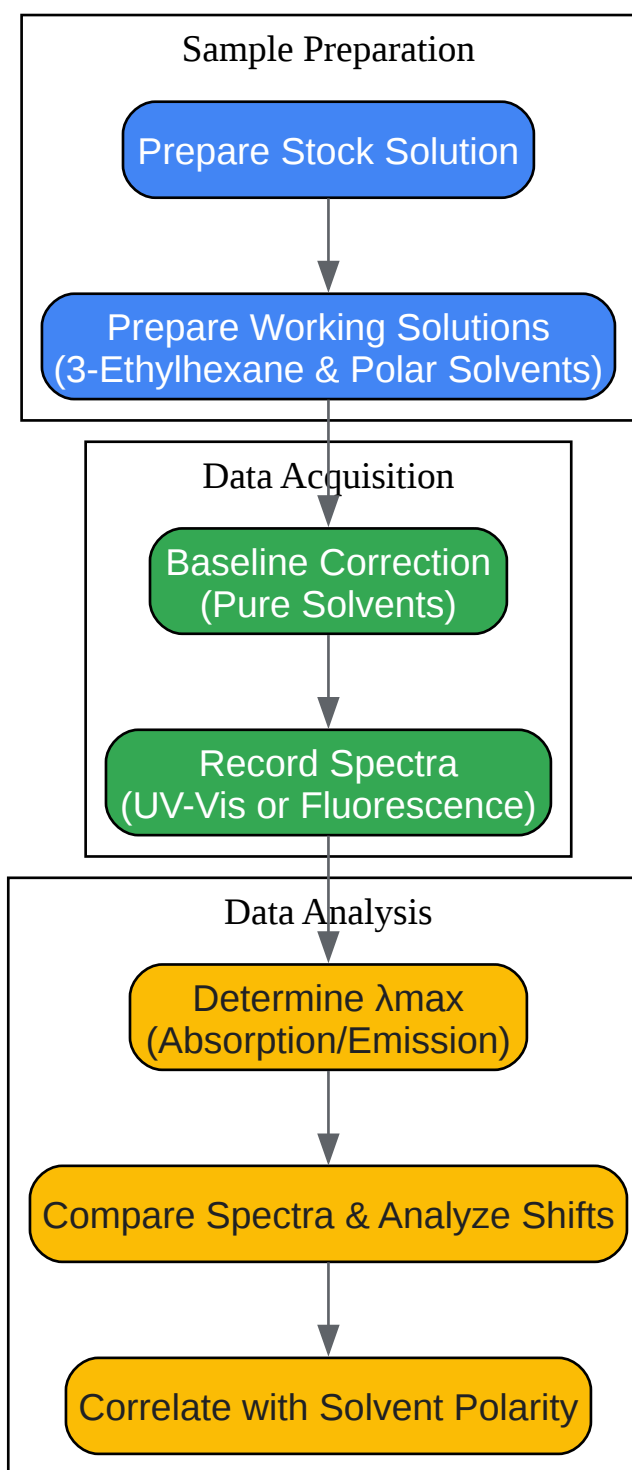 Sample Preparation
Prepare Stock Solution
Prepare Working Solutions
(3-Ethylhexane & Polar Solvents)
Data Acquisition
Baseline Correction
(Pure Solvents)
Record Spectra
(UV-Vis or Fluorescence)
Data Analysis
Determine λmax
(Absorption/Emission)
Compare Spectra & Analyze Shifts
Correlate with Solvent Polarity